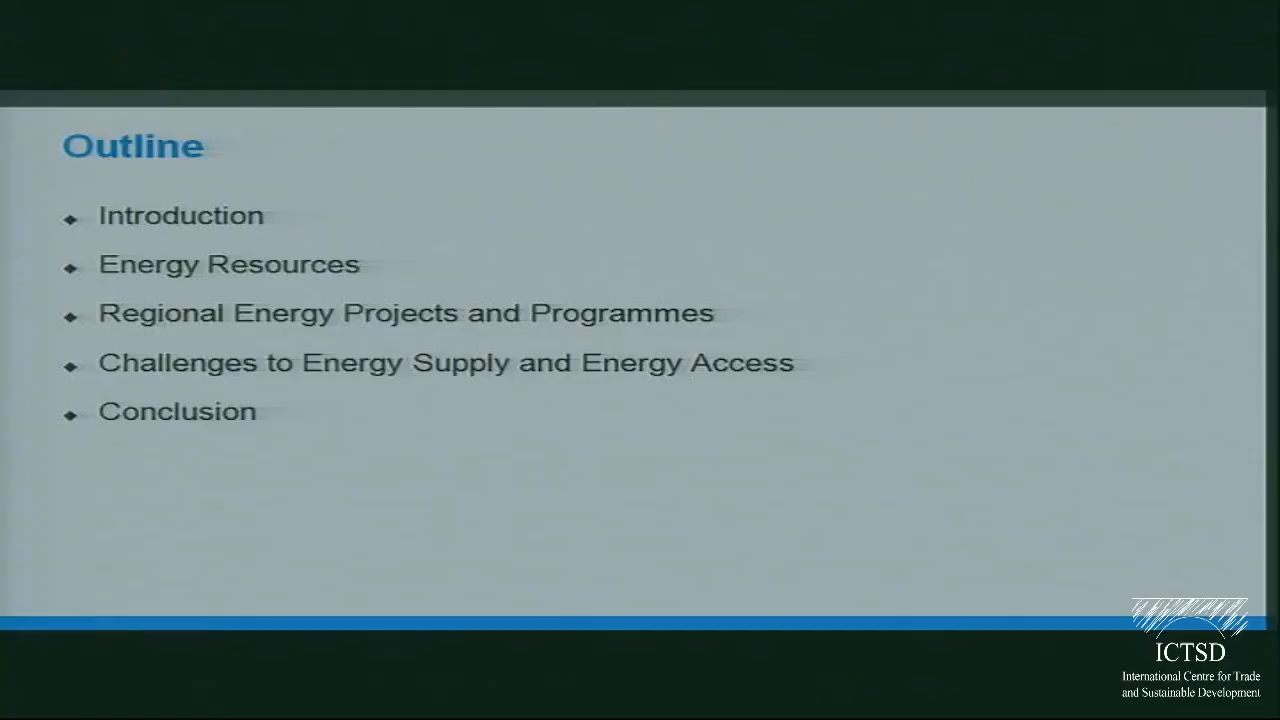 Outline
Introduction
Energy Resources
Regional Energy Projects and Programmes
Challenges to Energy Supply and Energy Access
Conclusion
ICTSD
International Centre for Trade
and Sustainable Development